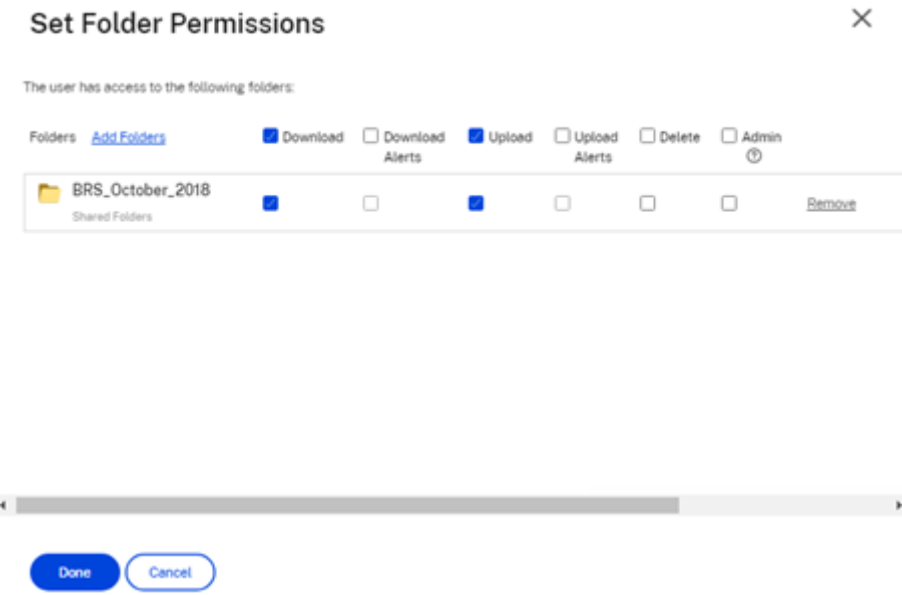 Set Folder Permissions
The user has access to the following folders:
Folders Add Folders Download Download Alerts Upload Upload Alerts Delete Admin
BRS_October_2018 Remove
Shared Folders
Done Cancel